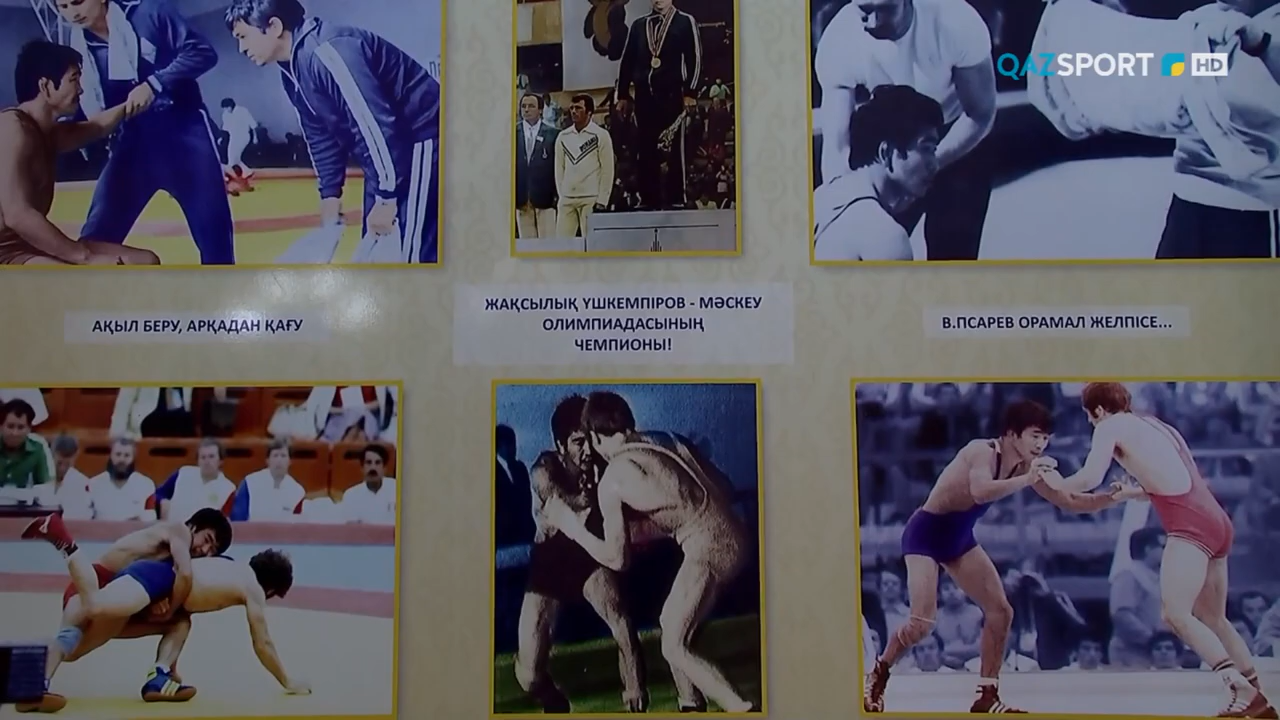 QAZSPORT HD
АҚЫЛ БЕРУ, АРҚАДАН ҚАҒУ
ЖАҚСЫЛЫҚ ҮШКЕМПІРОВ - МӘСКЕУ
ОЛИМПИАДАСЫНЫҢ
ЧЕМПИОНЫ!
В.ПСАРЕВ ОРАМАЛ ЖЕЛПІСЕ...